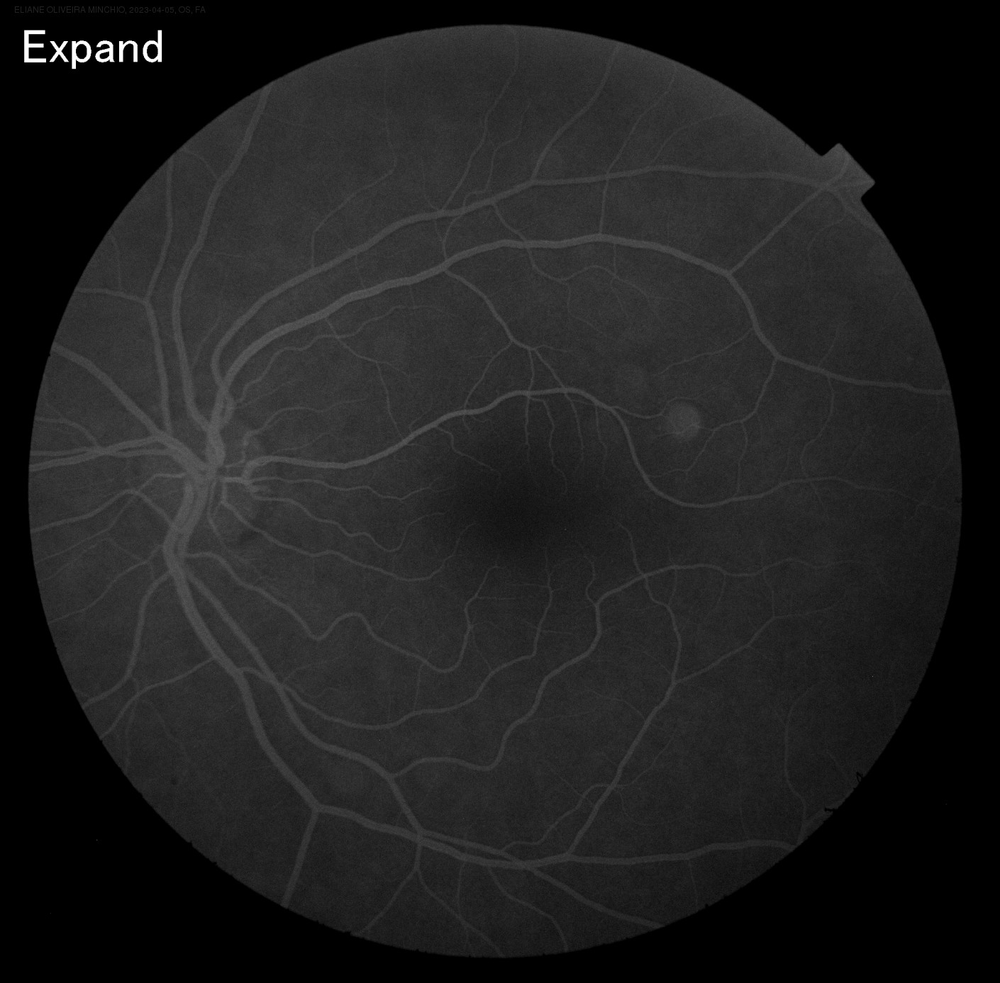 ELIANE OLIVEIRA MINCHIO, 2023-04-05, OS, FA
Expand